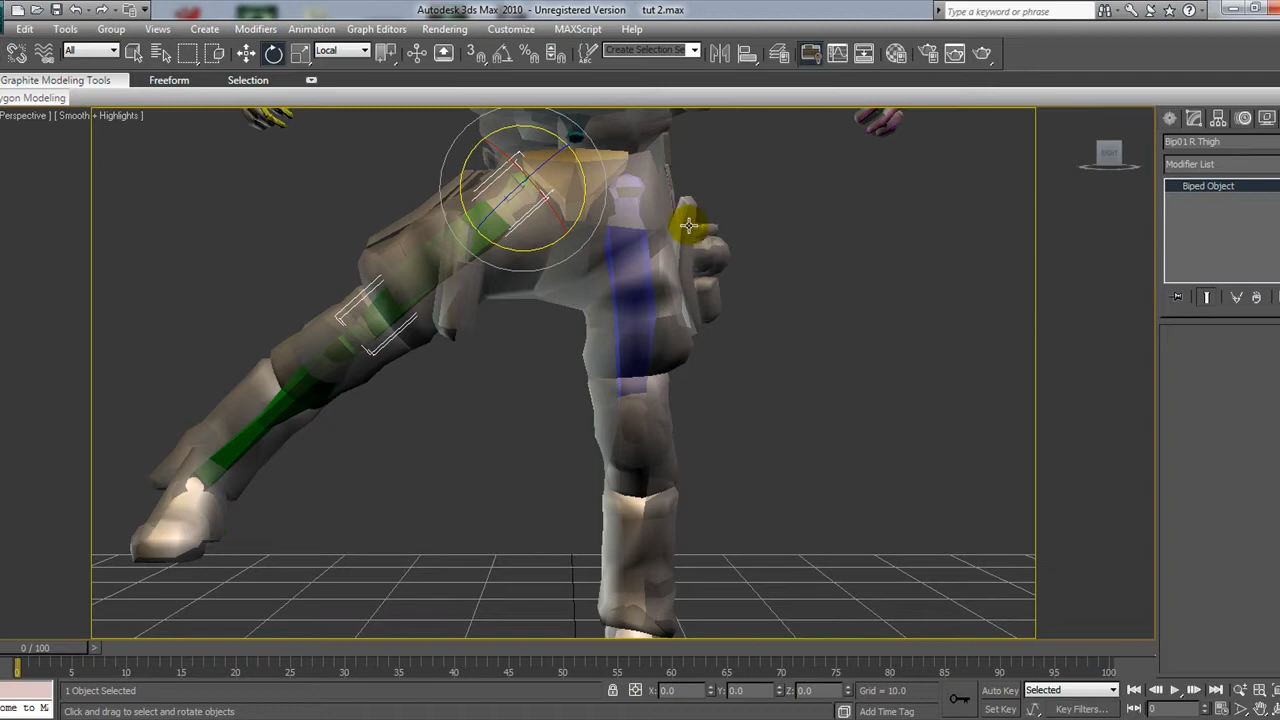 Autodesk 3ds Max 2010 - Unregistered Version tut 2.max
Type a keyword or phrase
Edit Tools Group Views Create Modifiers Animation Graph Editors Rendering Customize MAXScript Help
All Local Create Selection Se
Graphite Modeling Tools Freeform Selection
ygon Modeling
erspective ] [ Smooth + Highlights ]
RIGHT
Bip01 R Thigh
Modifier List
Biped Object
0 / 100 >
5 10 15 20 25 30 35 40 45 50 55 60 65 70 75 80 85 90 95 100
1 Object Selected X: 0.0 Y: 0.0 Z: 0.0 Grid = 10.0 Auto Key Selected
ome to M Click and drag to select and rotate objects Add Time Tag Set Key Key Filters... 0